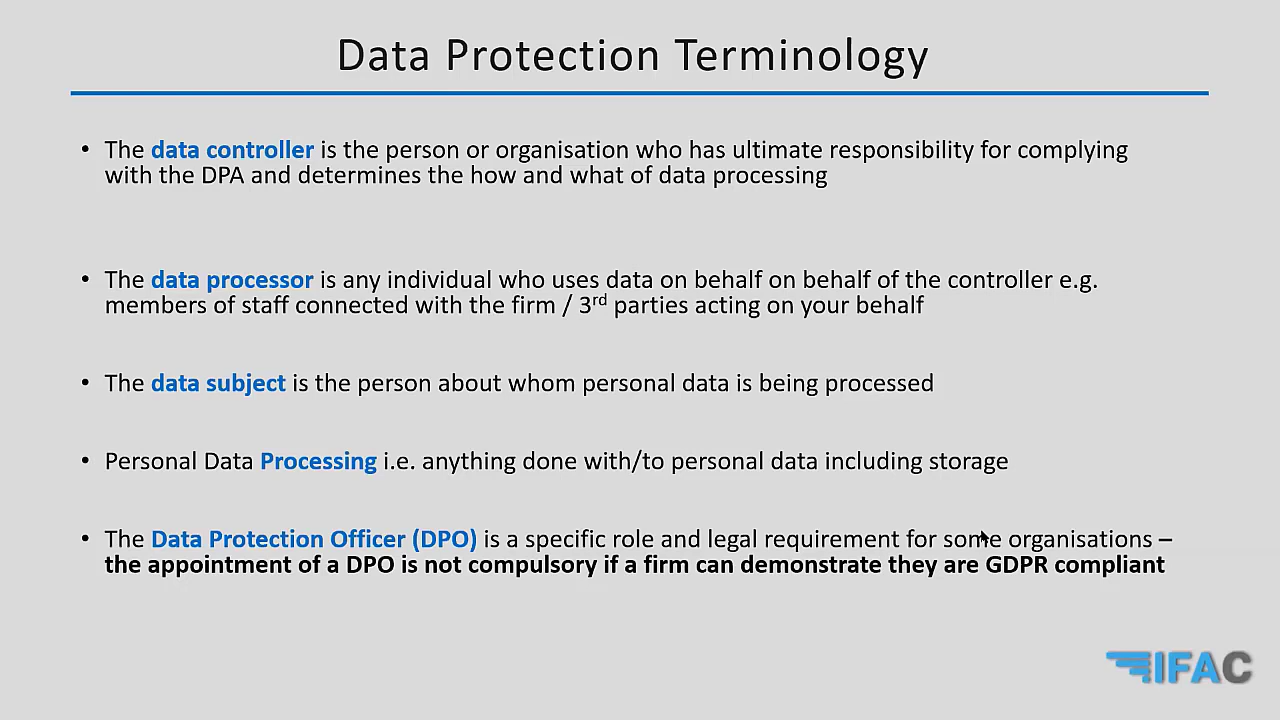 Data Protection Terminology
• The data controller is the person or organisation who has ultimate responsibility for complying
with the DPA and determines the how and what of data processing
• The data processor is any individual who uses data on behalf on behalf of the controller e.g.
members of staff connected with the firm / 3rd parties acting on your behalf
• The data subject is the person about whom personal data is being processed
• Personal Data Processing i.e. anything done with/to personal data including storage
• The Data Protection Officer (DPO) is a specific role and legal requirement for some organisations –
the appointment of a DPO is not compulsory if a firm can demonstrate they are GDPR compliant
IFAC